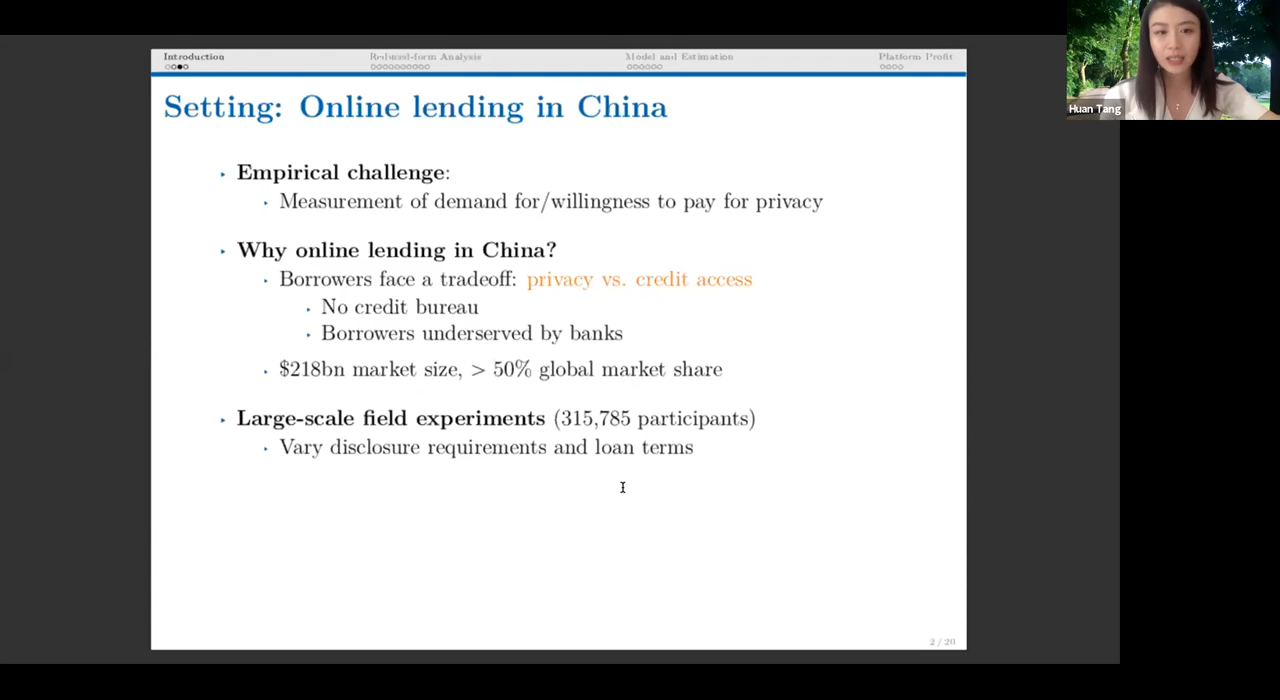 Introduction
Reduced-form Analysis
Model and Estimation
Platform Profit
Setting: Online lending in China
Empirical challenge:
Measurement of demand for/willingness to pay for privacy
Why online lending in China?
Borrowers face a tradeoff: privacy vs. credit access
No credit bureau
Borrowers underserved by banks
$218bn market size, > 50% global market share
Large-scale field experiments (315,785 participants)
Vary disclosure requirements and loan terms
2 / 20
Huan Tang